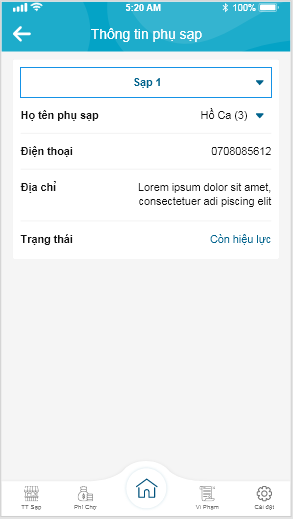 5:20 AM
100%
Thông tin phụ sạp
Sạp 1
Họ tên phụ sạp
Hồ Ca (3)
Điện thoại
0708085612
Địa chỉ
Lorem ipsum dolor sit amet,
consectetuer adi piscing elit
Trạng thái
Còn hiệu lực
TT Sạp
Phí Chợ
Vi Phạm
Cài đặt